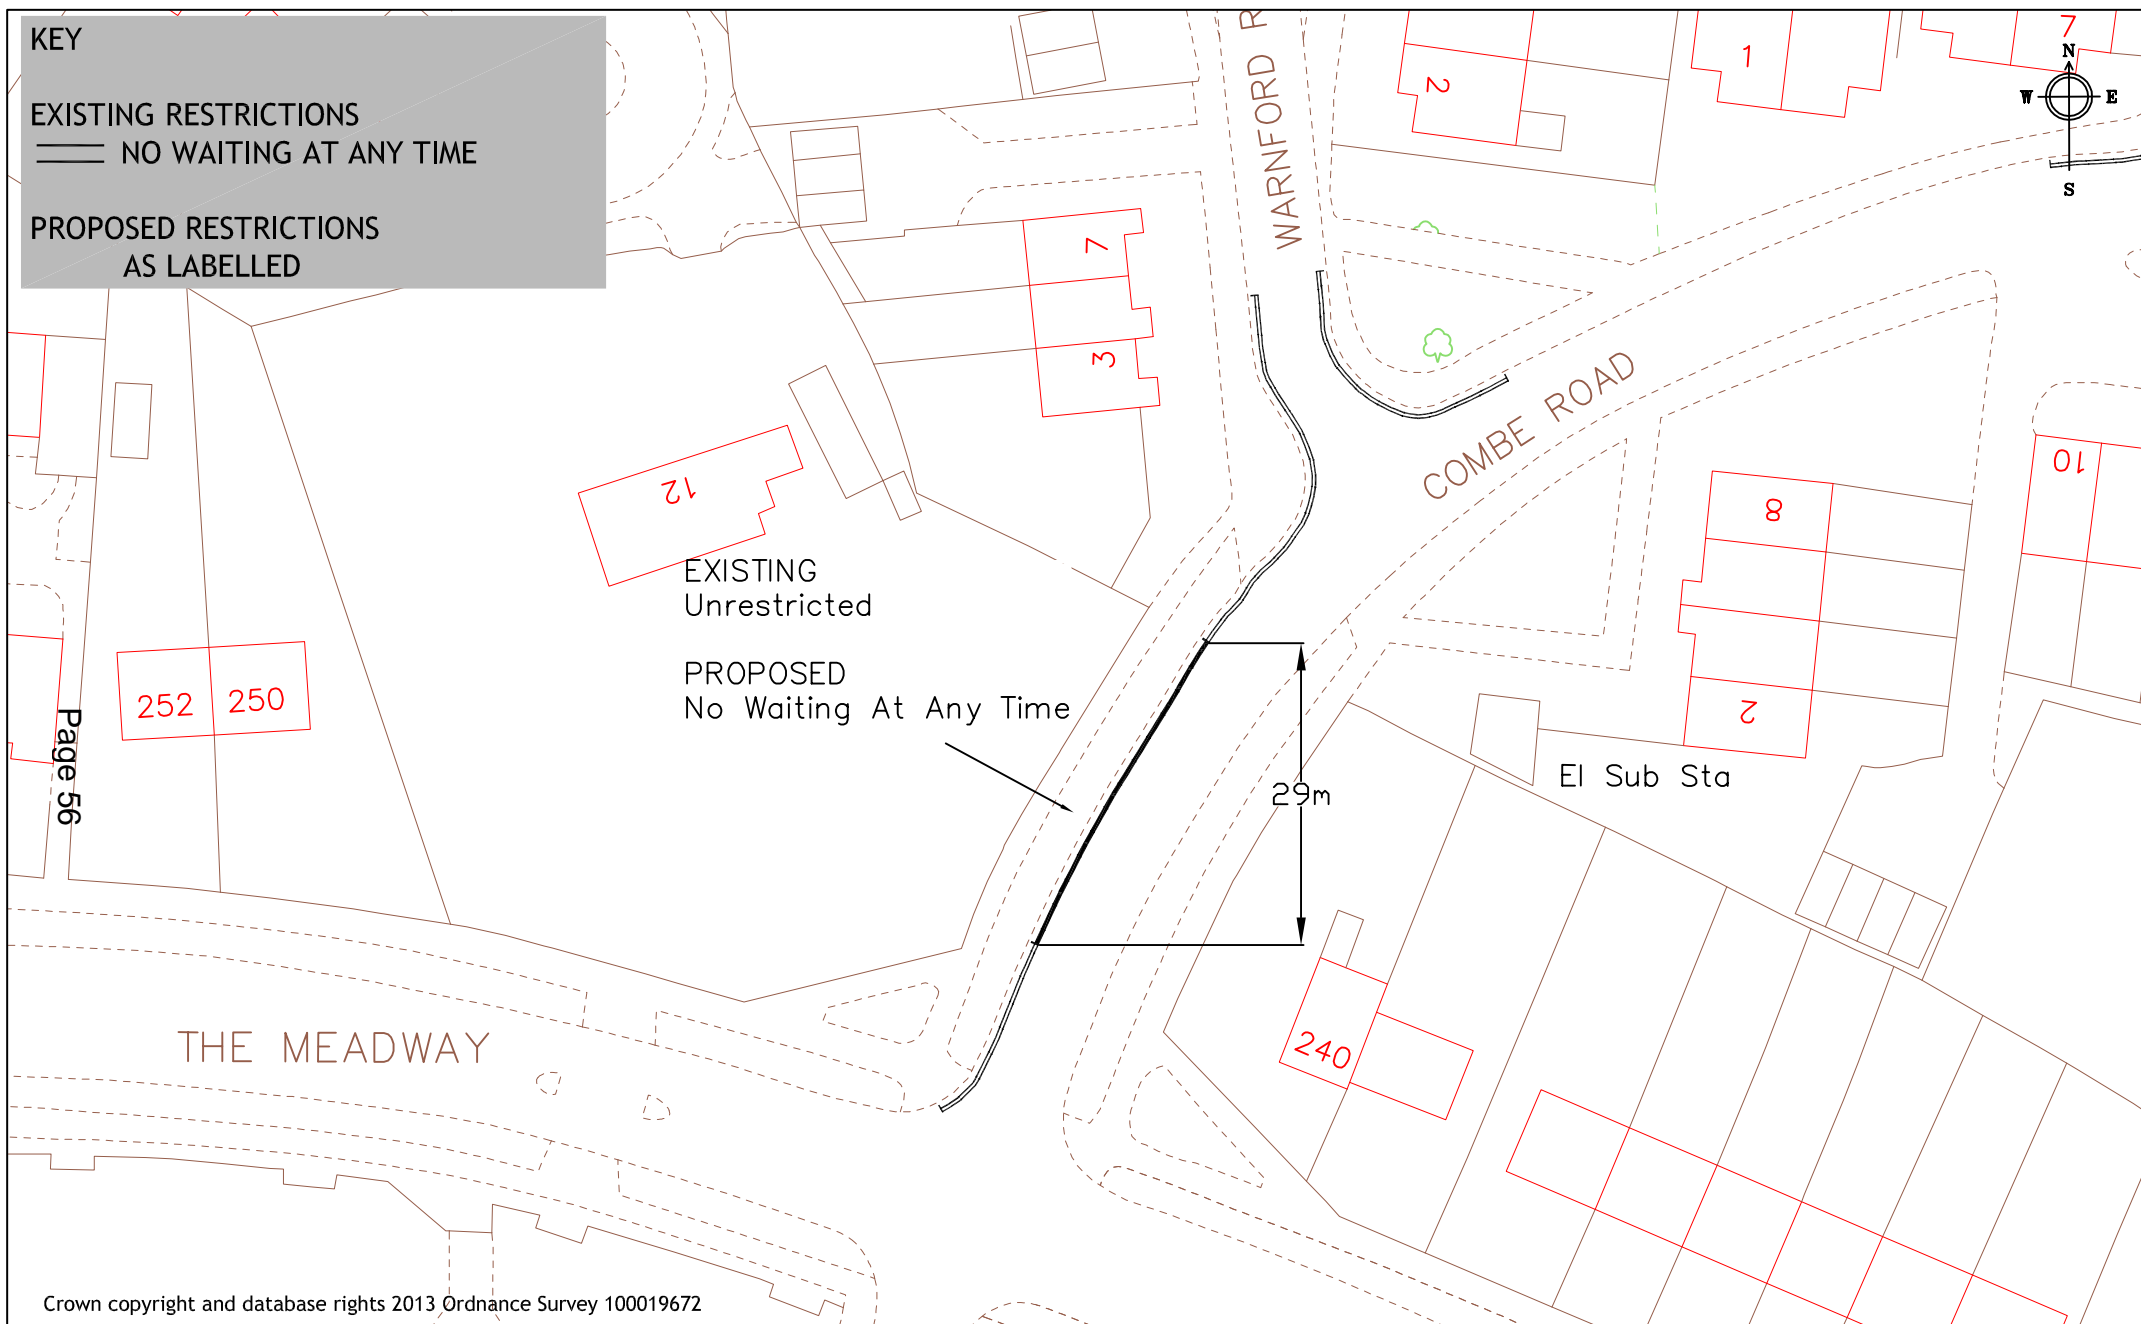 KEY
EXISTING RESTRICTIONS
NO WAITING AT ANY TIME
PROPOSED RESTRICTIONS
AS LABELLED
WARNFORD R
2
1
7
N
W E
S
7
3
COMBE ROAD
12
10
8
2
EXISTING
Unrestricted
PROPOSED
No Waiting At Any Time
252
250
Page 56
29m
El Sub Sta
THE MEADWAY
240
Crown copyright and database rights 2013 Ordnance Survey 100019672